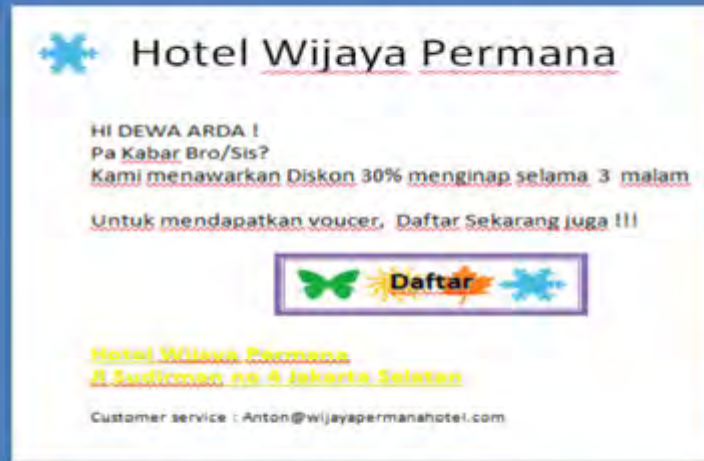 Hotel Wijaya Permana
HI DEWA ARDA !
Pa Kabar Bro/Sis?
Kami menawarkan Diskon 30% menginap selama 3 malam
Untuk mendapatkan voucer, Daftar Sekarang juga !!!
Daftar
Hotel Wijaya Permana
Jl Sudirman no 4 Jakarta Selatan
Customer service : Anton@wijayapermanahotel.com